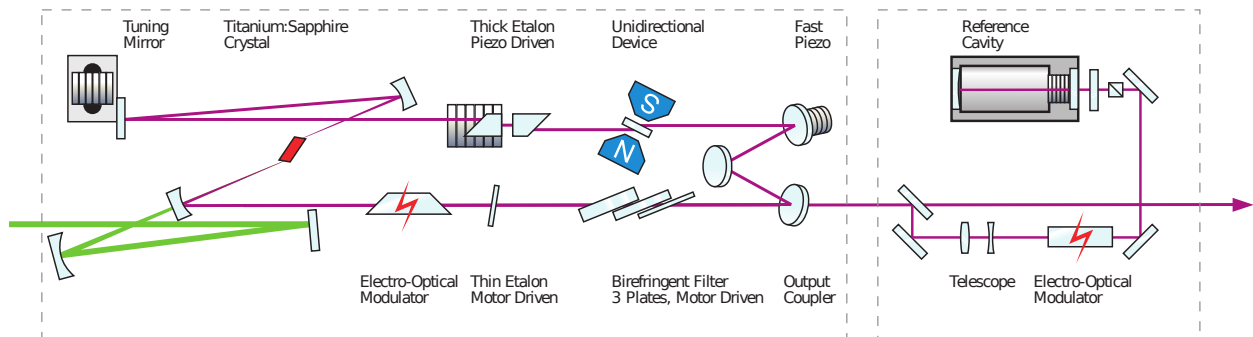 Tuning
Mirror
Titanium:Sapphire
Crystal
Thick Etalon
Piezo Driven
Unidirectional
Device
Fast
Piezo
Reference
Cavity
S
N
Electro-Optical
Modulator
Thin Etalon
Motor Driven
Birefringent Filter
3 Plates, Motor Driven
Output
Coupler
Telescope
Electro-Optical
Modulator